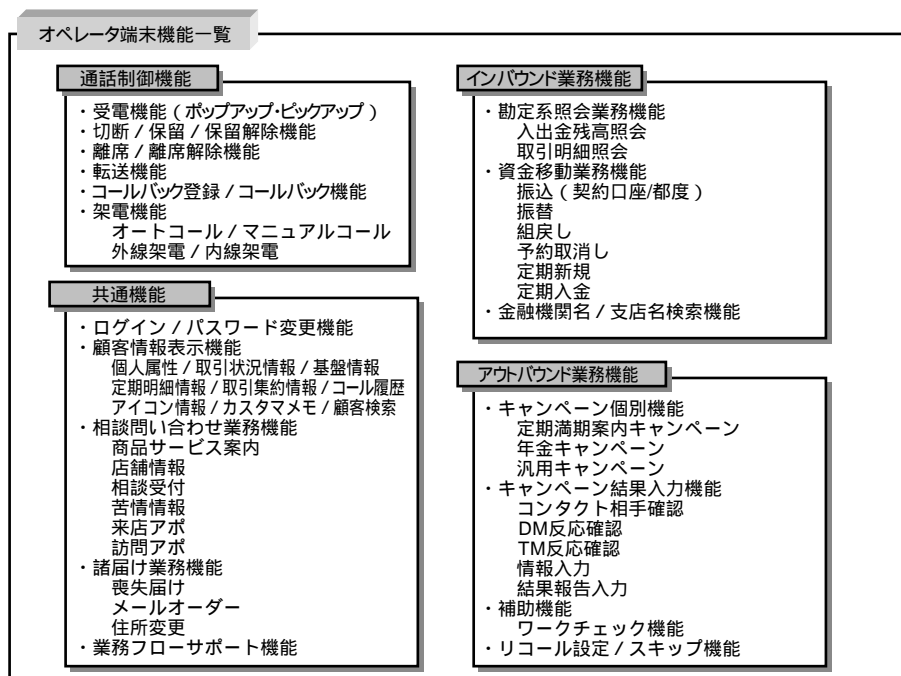 オペレータ端末機能一覧
通話制御機能
・受電機能(ポップアップ・ピックアップ)
・切断/保留/保留解除機能
・離席/離席解除機能
・転送機能
・コールバック登録/コールバック機能
・架電機能
オートコール/マニュアルコール
外線架電/内線架電
共通機能
・ログイン/パスワード変更機能
・顧客情報表示機能
個人属性/取引状況情報/基盤情報
定期明細情報/取引集約情報/コール履歴
アイコン情報/カスタマメモ/顧客検索
・相談問い合わせ業務機能
商品サービス案内
店舗情報
相談受付
苦情情報
来店アポ
訪問アポ
・諸届け業務機能
喪失届け
メールオーダー
住所変更
・業務フローサポート機能
インバウンド業務機能
・勘定系照会業務機能
入出金残高照会
取引明細照会
・資金移動業務機能
振込(契約口座/都度)
振替
組戻し
予約取消し
定期新規
定期入金
・金融機関名/支店名検索機能
アウトバウンド業務機能
・キャンペーン個別機能
定期満期案内キャンペーン
年金キャンペーン
汎用キャンペーン
・キャンペーン結果入力機能
コンタクト相手確認
DM反応確認
TM反応確認
情報入力
結果報告入力
・補助機能
ワークチェック機能
・リコール設定/スキップ機能